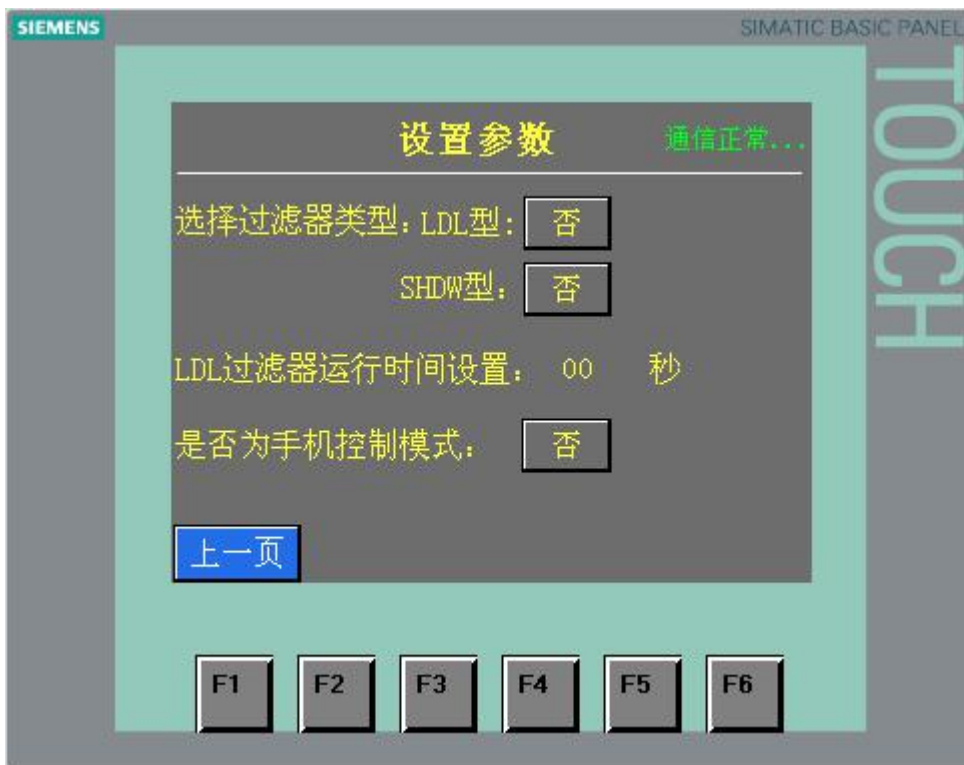 SIEMENS
SIMATIC BASIC PANEL
TOUCH
设置参数 通信正常...
选择过滤器类型：LDL型： 否
SHDW型： 否
LDL过滤器运行时间设置： 00 秒
是否为手机控制模式： 否
上一页
F1 F2 F3 F4 F5 F6